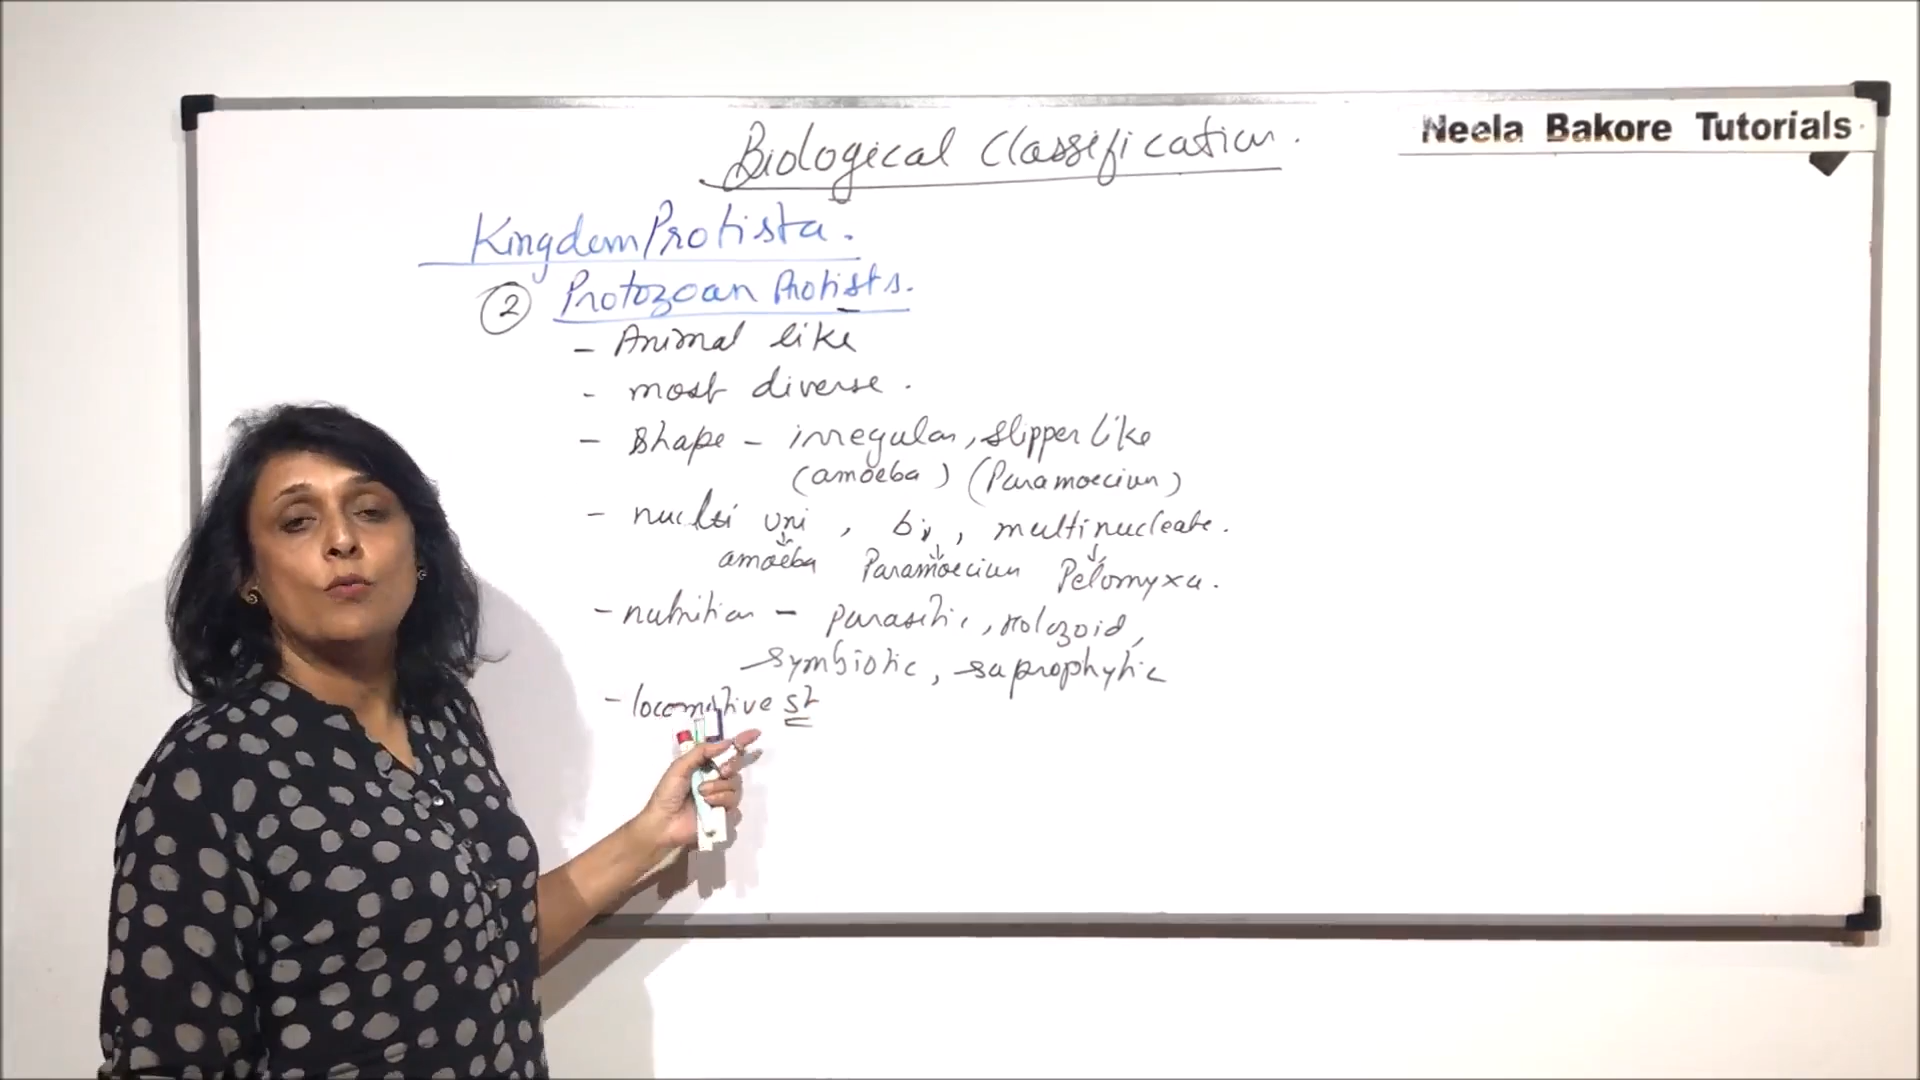 Neela Bakore Tutorials
Biological Classification.
Kingdom Protista.
2 Protozoan Protists.
- Animal like
- most diverse.
- Shape - irregular, slipper like
(amoeba) (Paramoecium)
- nuclei uni, bi, multinucleate.
↓ ↓ ↓
amoeba Paramoecium Pelomyxa.
- nutrition - parasitic, Holozoid,
symbiotic, saprophytic
- locomotive st